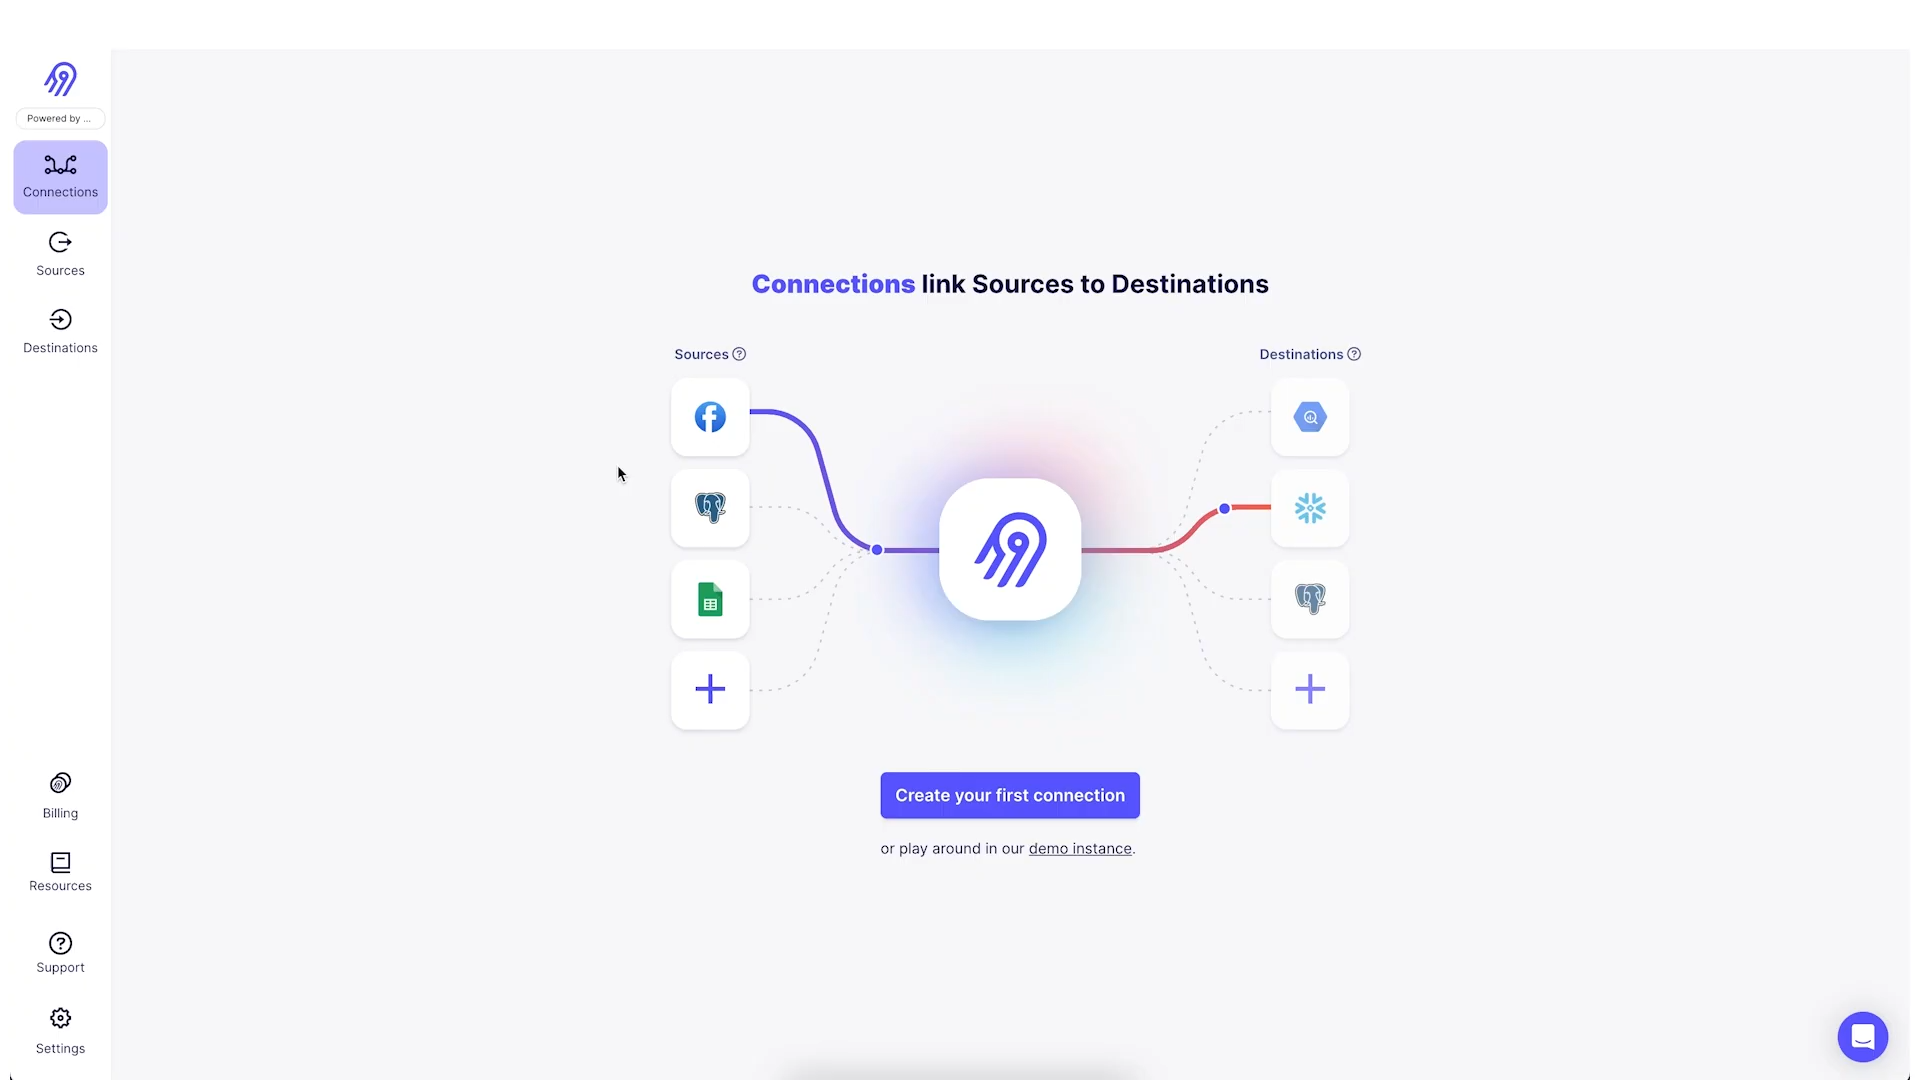 Powered by ...
Connections
Sources
Destinations
Connections link Sources to Destinations
Sources
Destinations
Create your first connection
or play around in our demo instance.
Billing
Resources
Support
Settings